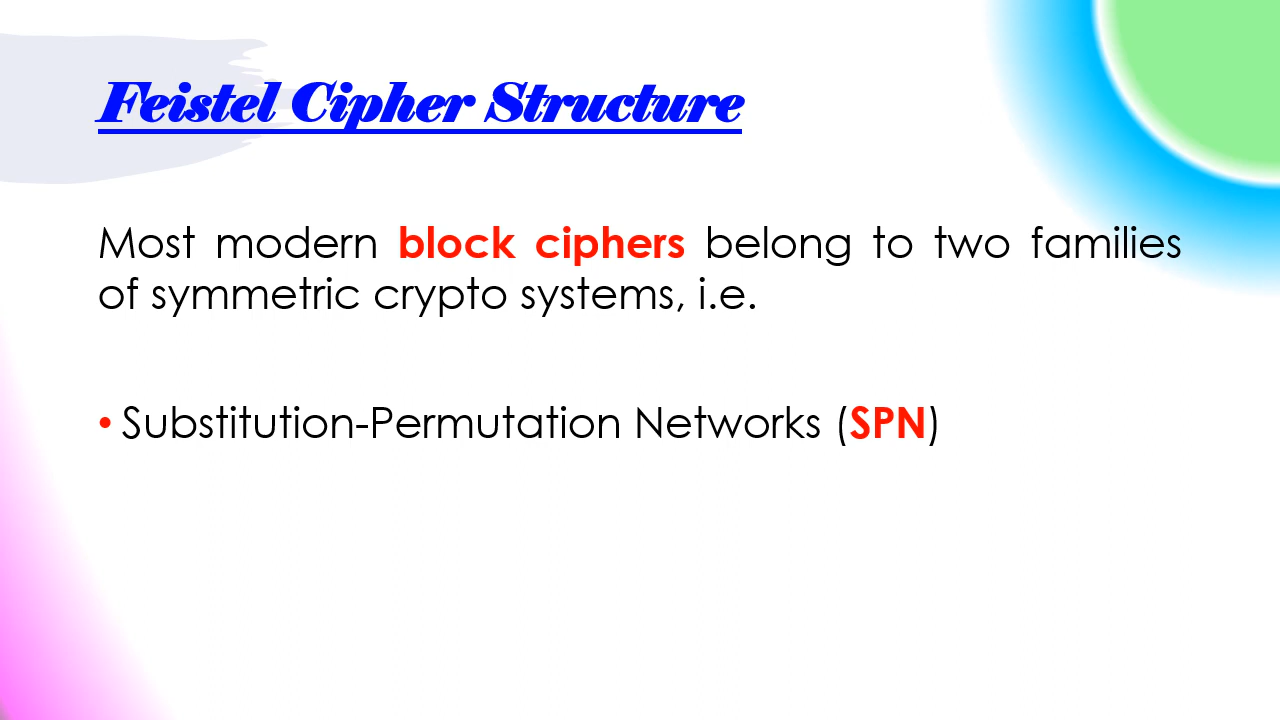 Feistel Cipher Structure
Most modern block ciphers belong to two families
of symmetric crypto systems, i.e.
• Substitution-Permutation Networks (SPN)